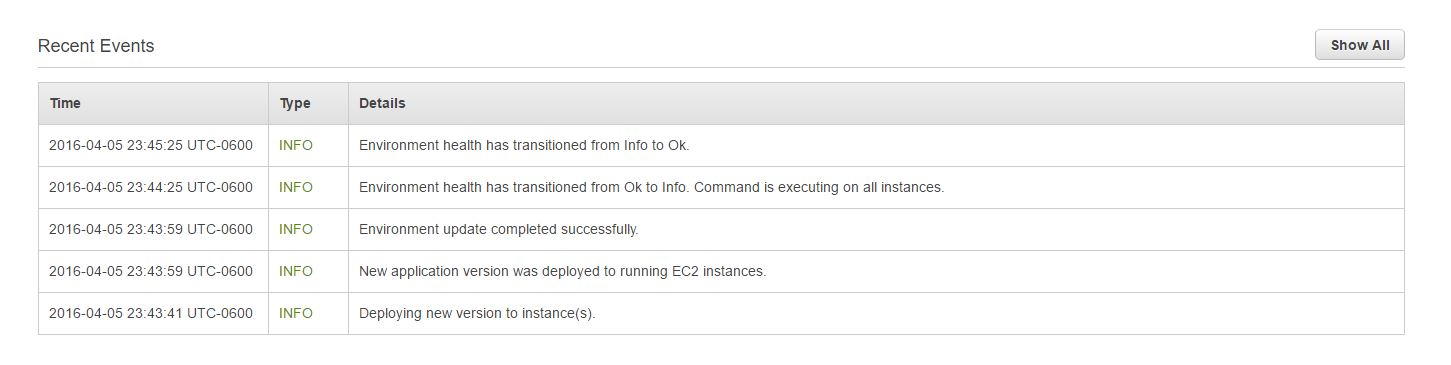 Recent Events
Show All
Time Type Details
2016-04-05 23:45:25 UTC-0600 INFO Environment health has transitioned from Info to Ok.
2016-04-05 23:44:25 UTC-0600 INFO Environment health has transitioned from Ok to Info. Command is executing on all instances.
2016-04-05 23:43:59 UTC-0600 INFO Environment update completed successfully.
2016-04-05 23:43:59 UTC-0600 INFO New application version was deployed to running EC2 instances.
2016-04-05 23:43:41 UTC-0600 INFO Deploying new version to instance(s).